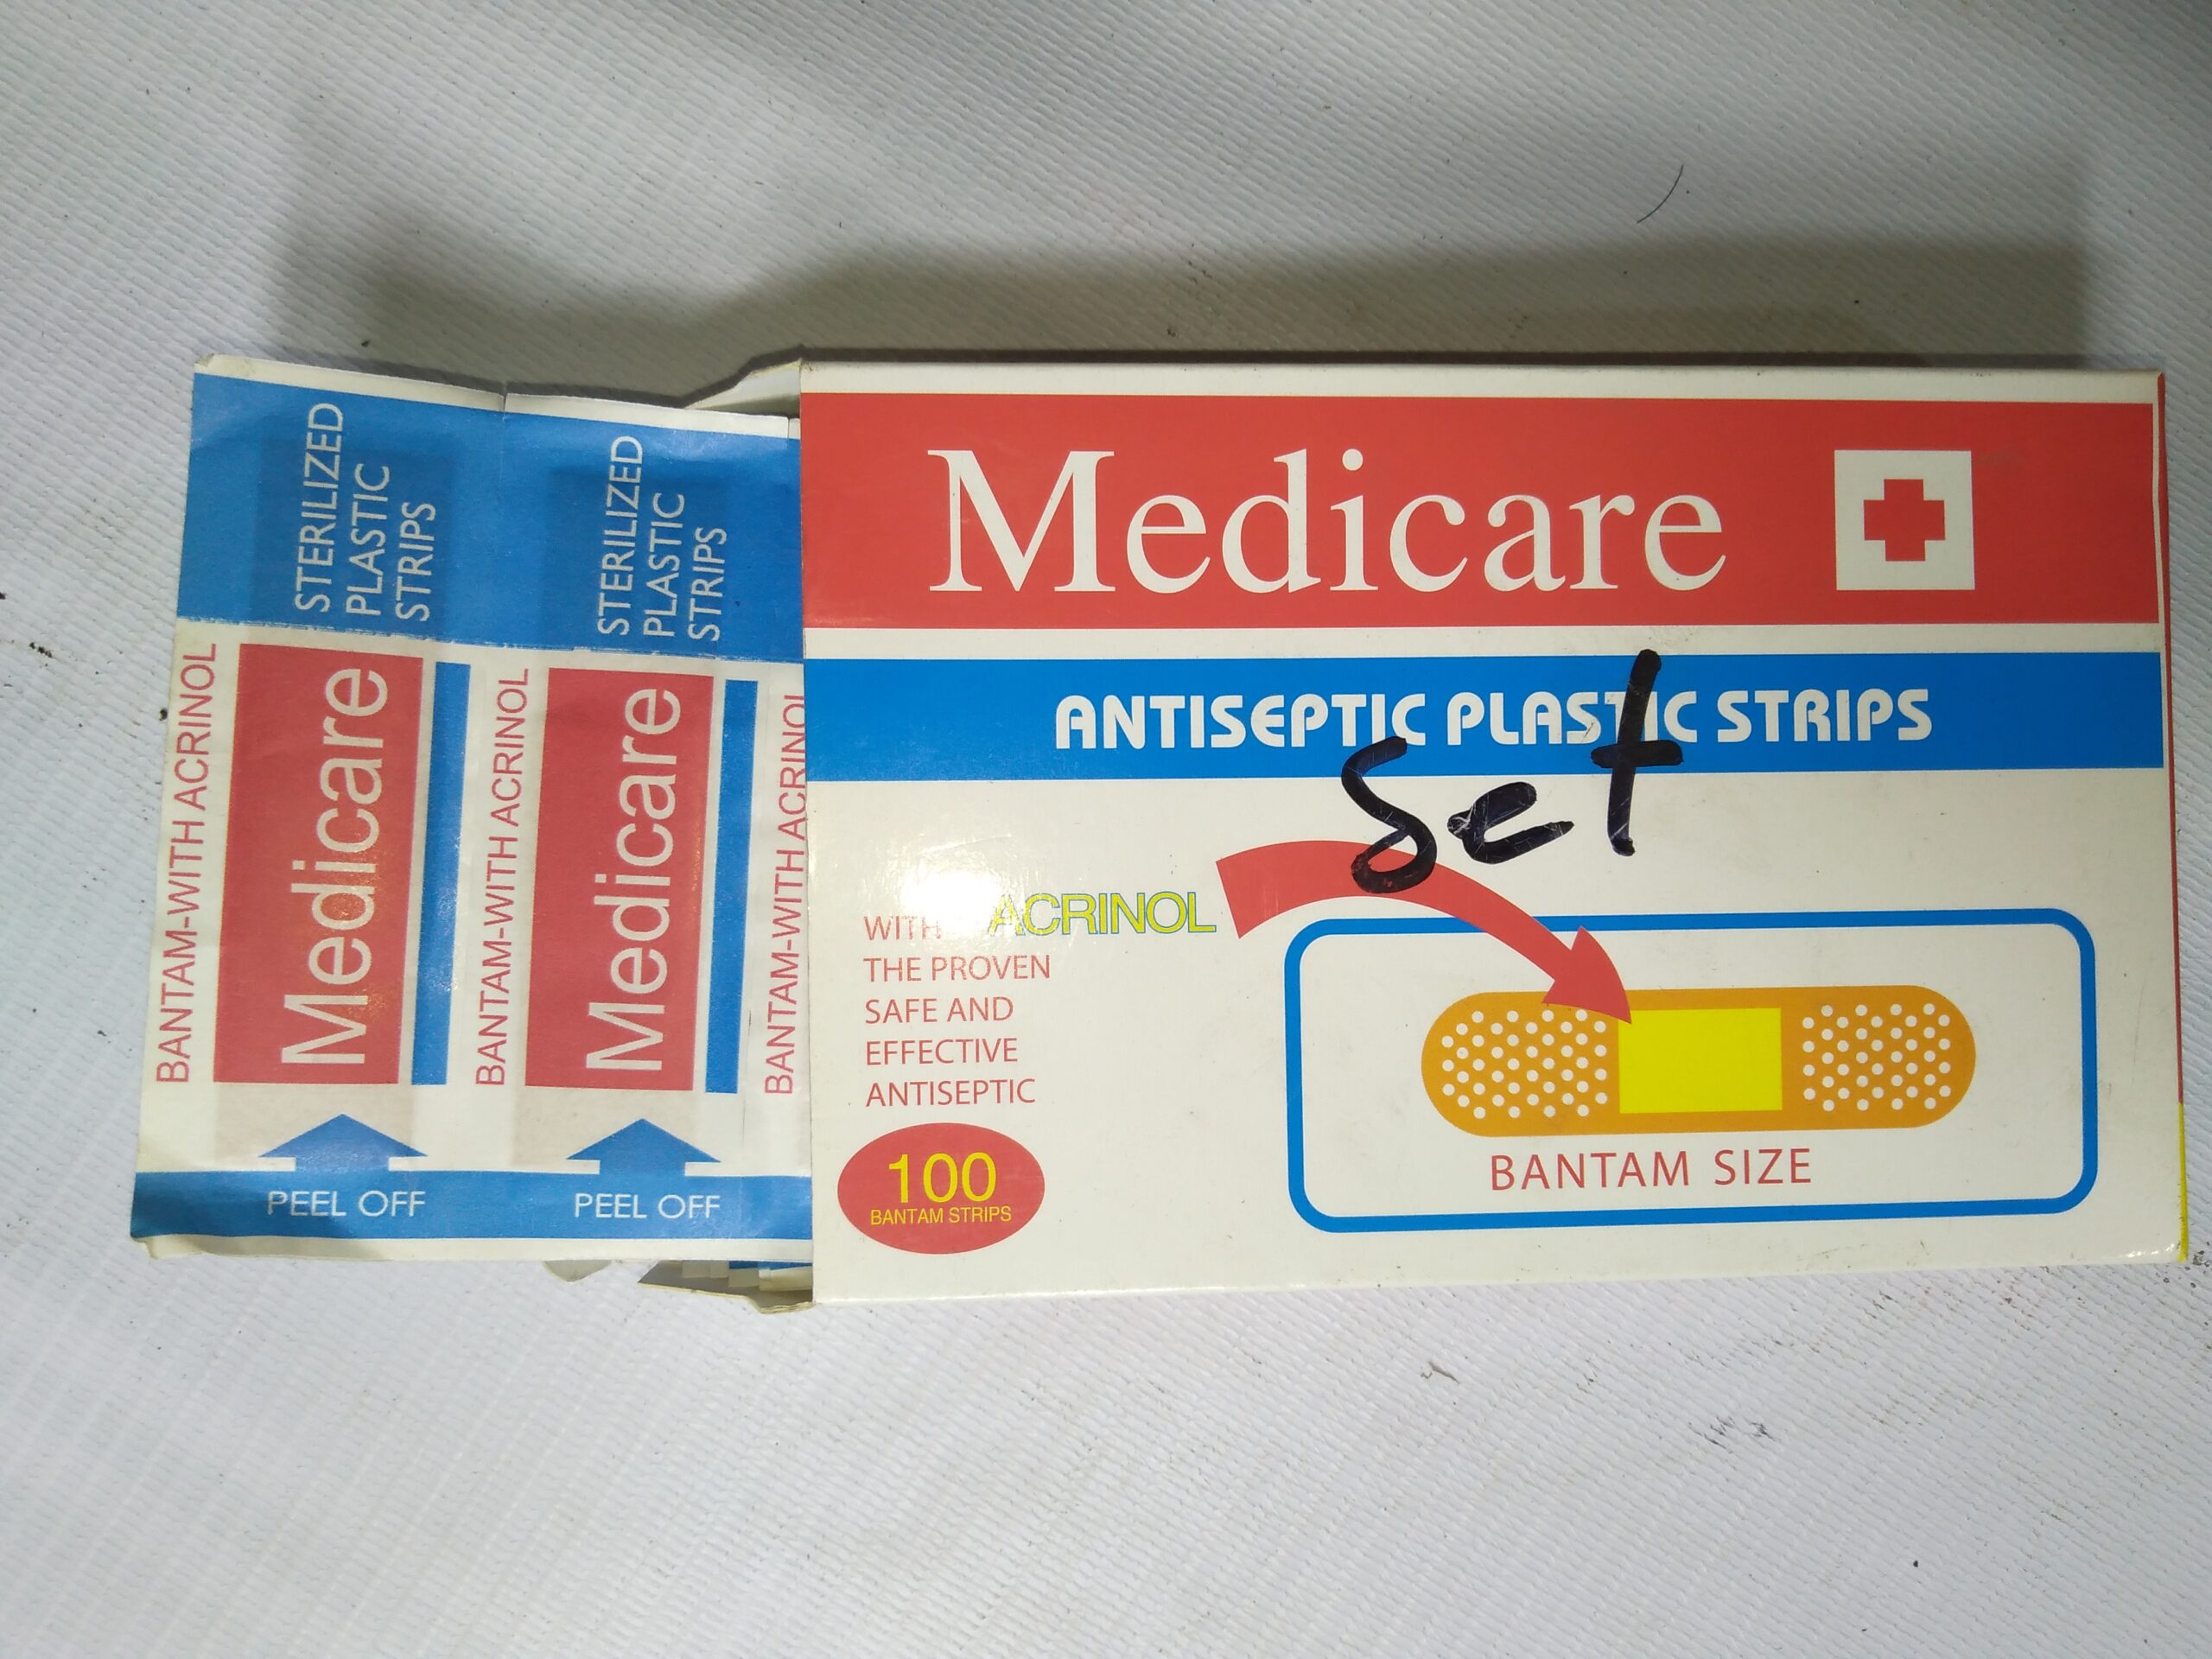 STERILIZED
PLASTIC
STRIPS
BANTAM-WITH ACRINOL
Medicare
PEEL OFF
STERILIZED
PLASTIC
STRIPS
BANTAM-WITH ACRINOL
Medicare
PEEL OFF
BANTAM-WITH ACRINOL
Medicare
ANTISEPTIC PLASTIC STRIPS
Set
WITH ACRINOL
THE PROVEN
SAFE AND
EFFECTIVE
ANTISEPTIC
100
BANTAM STRIPS
BANTAM SIZE